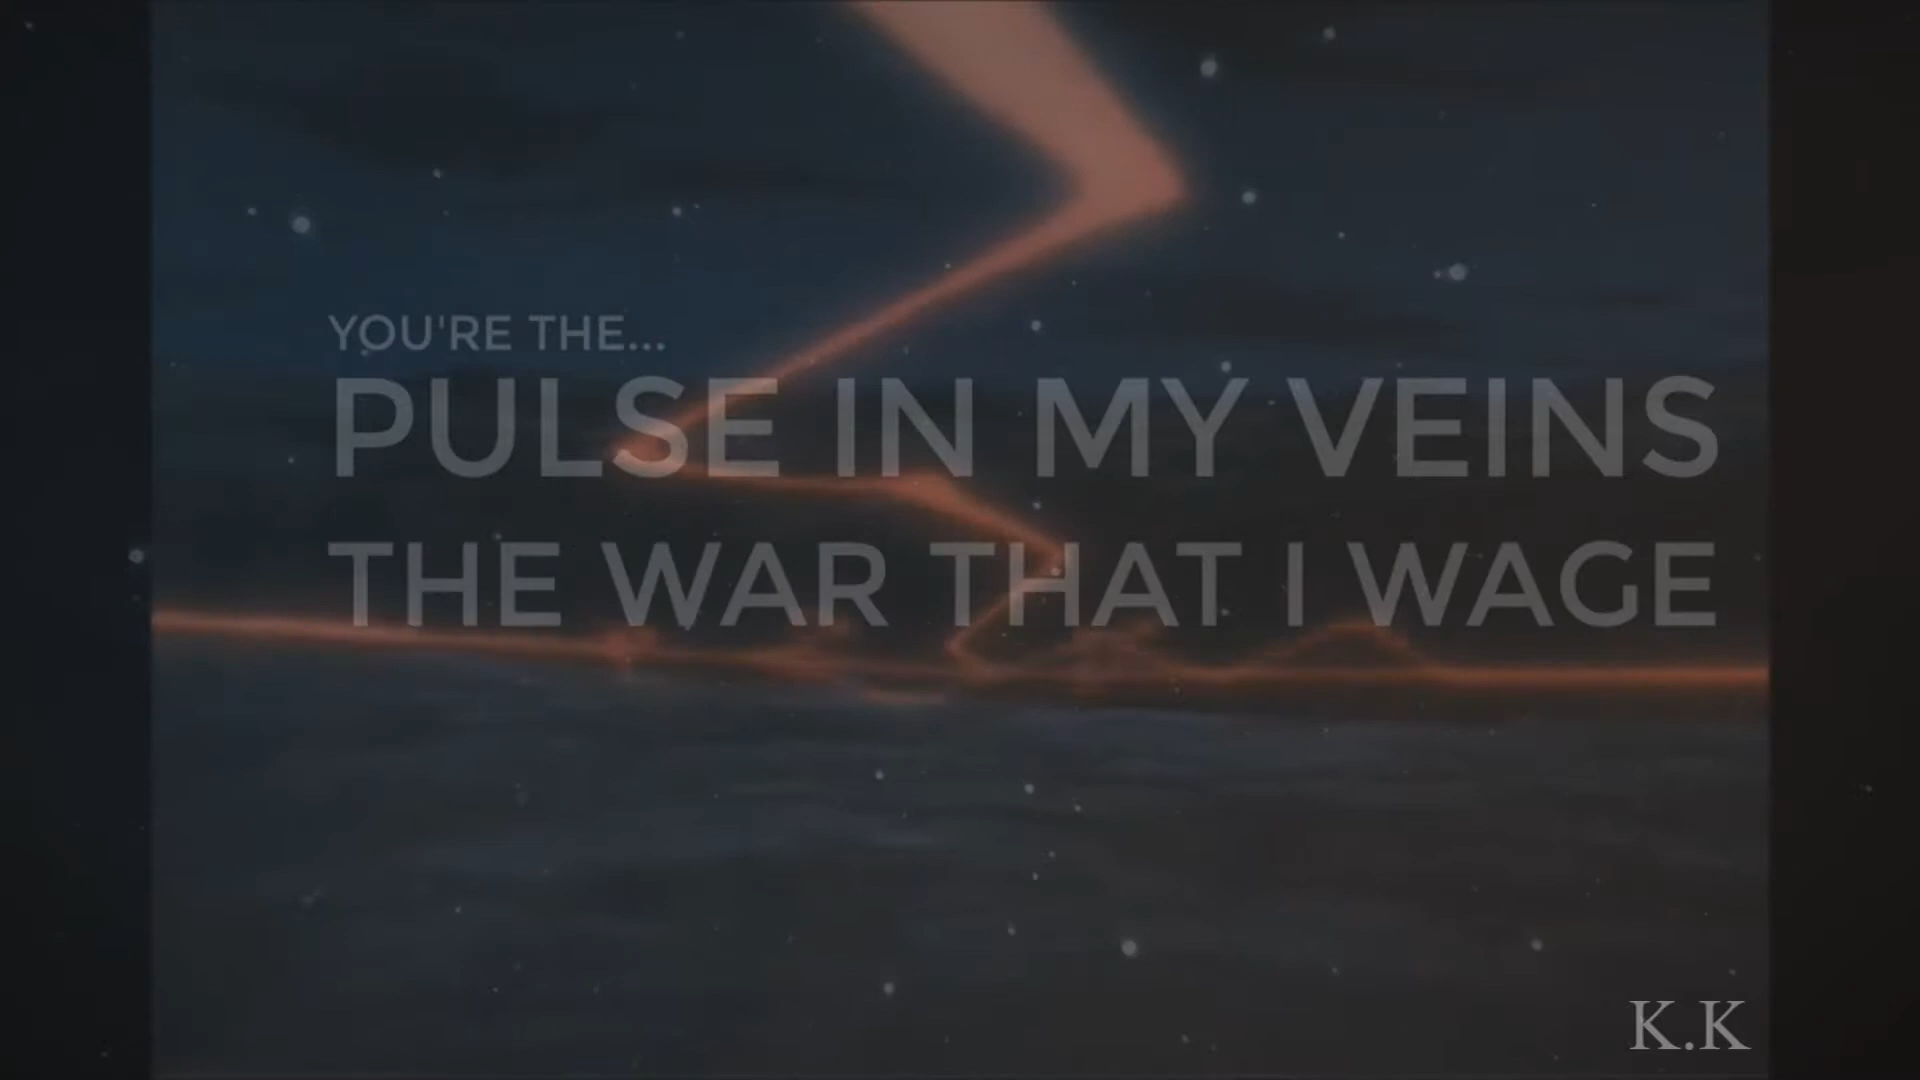 YOU'RE THE...
PULSE IN MY VEINS
THE WAR THAT I WAGE
K.K